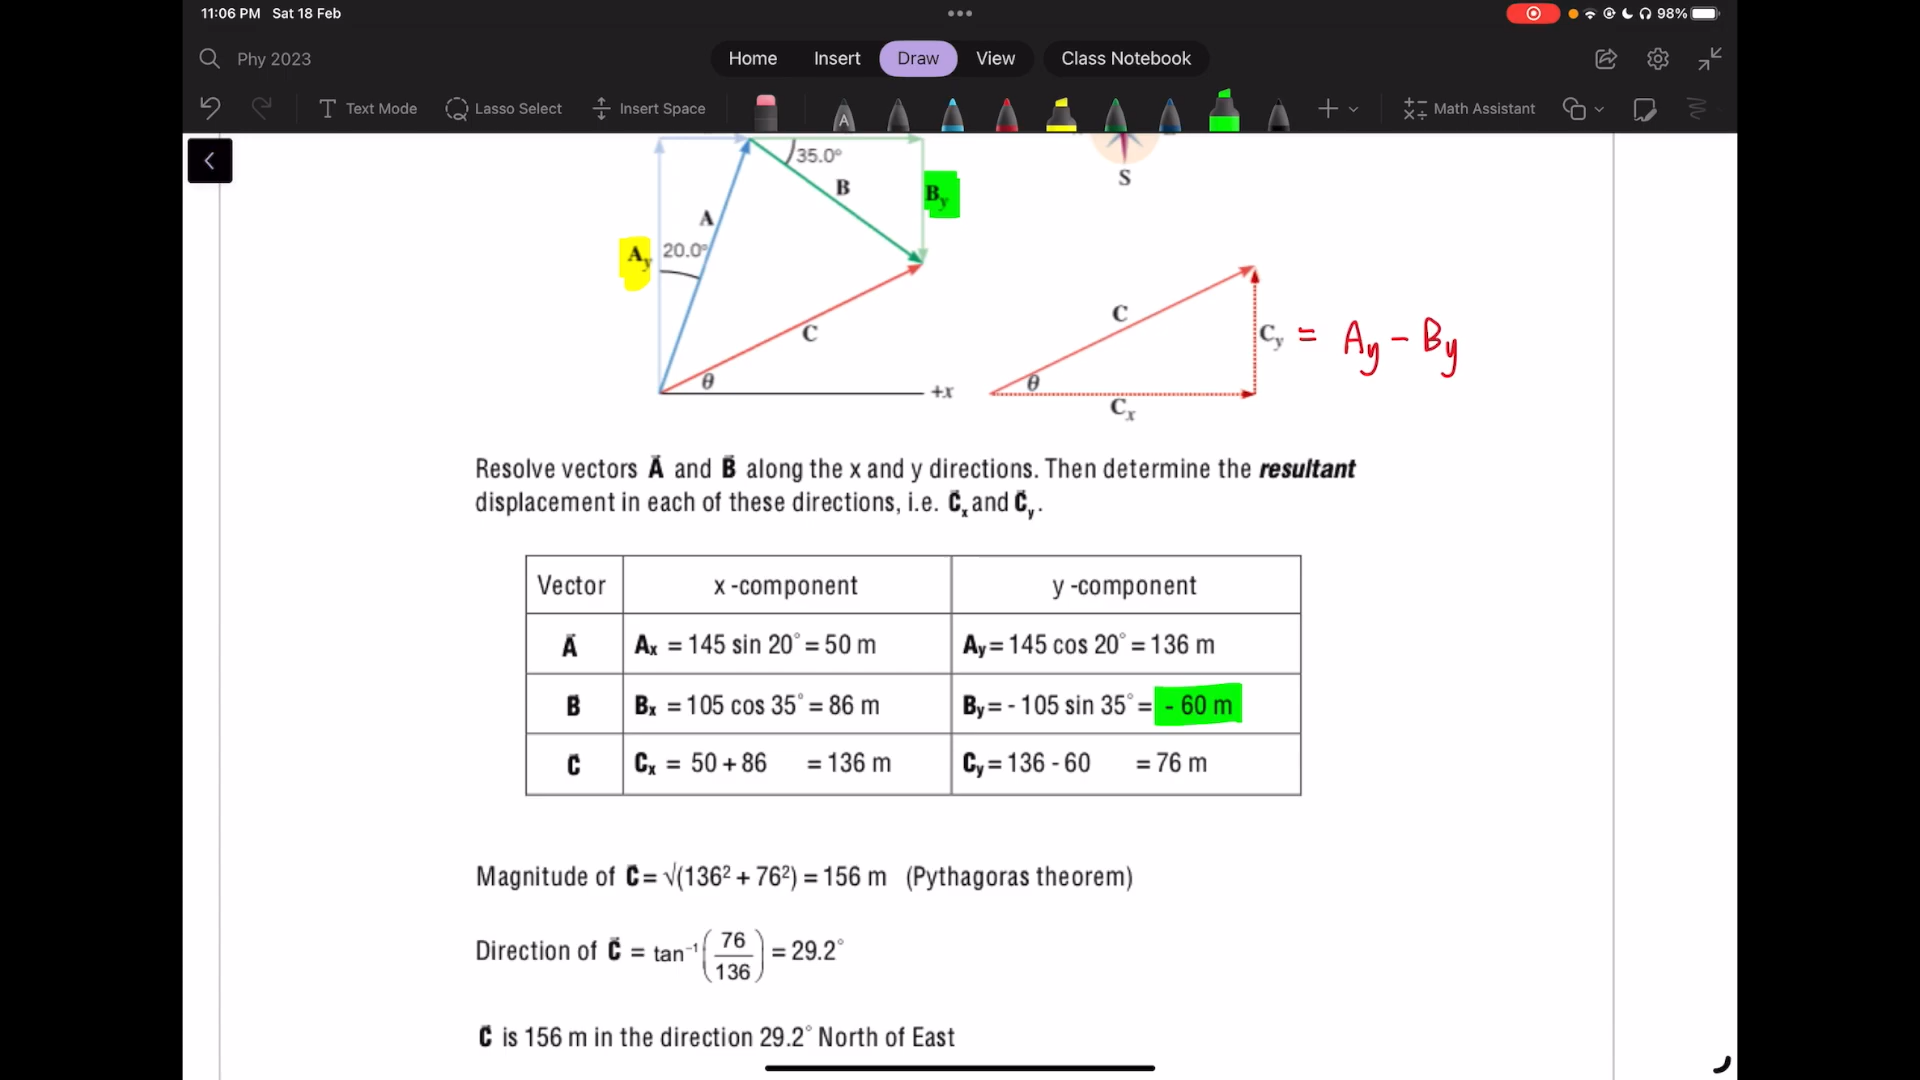 11:06 PM Sat 18 Feb
98%
Phy 2023
Home Insert Draw View Class Notebook
Text Mode Lasso Select Insert Space
A
Math Assistant
35.0°
S
B
By
A
Ay 20.0°
C
θ
+x
C
Cy = Ay - By
θ
Cx
Resolve vectors A⃗ and B⃗ along the x and y directions. Then determine the resultant
displacement in each of these directions, i.e. C⃗x and C⃗y.
Vector x -component y -component
A⃗ Ax = 145 sin 20° = 50 m Ay = 145 cos 20° = 136 m
B⃗ Bx = 105 cos 35° = 86 m By = - 105 sin 35° = - 60 m
C⃗ Cx = 50 + 86 = 136 m Cy = 136 - 60 = 76 m
Magnitude of C⃗ = √(136² + 76²) = 156 m (Pythagoras theorem)
Direction of C⃗ = tan⁻¹(76/136) = 29.2°
C⃗ is 156 m in the direction 29.2° North of East